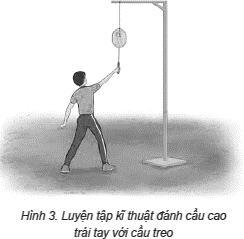 Hình 3. Luyện tập kĩ thuật đánh cầu cao
trái tay với cầu treo